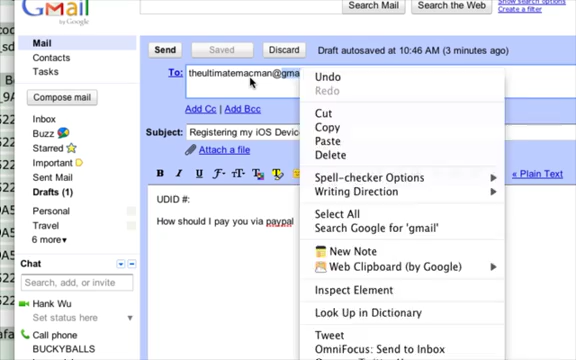 Gmail
by Google
Search Mail
Search the Web
Show search options
Create a filter
Mail
Contacts
Tasks
Compose mail
Inbox
Buzz
Starred
Important
Sent Mail
Drafts (1)
Personal
Travel
6 more▾
Chat
Search, add, or invite
Hank Wu
Set status here
Call phone
BUCKYBALLS
Send
Saved
Discard
Draft autosaved at 10:46 AM (3 minutes ago)
To:
theultimatemacman@gma
Add Cc | Add Bcc
Subject:
Registering my iOS Devic
Attach a file
B I U
« Plain Text
UDID #:
How should I pay you via paypal
Undo
Redo
Cut
Copy
Paste
Delete
Spell-checker Options
Writing Direction
Select All
Search Google for 'gmail'
New Note
Web Clipboard (by Google)
Inspect Element
Look Up in Dictionary
Tweet
OmniFocus: Send to Inbox